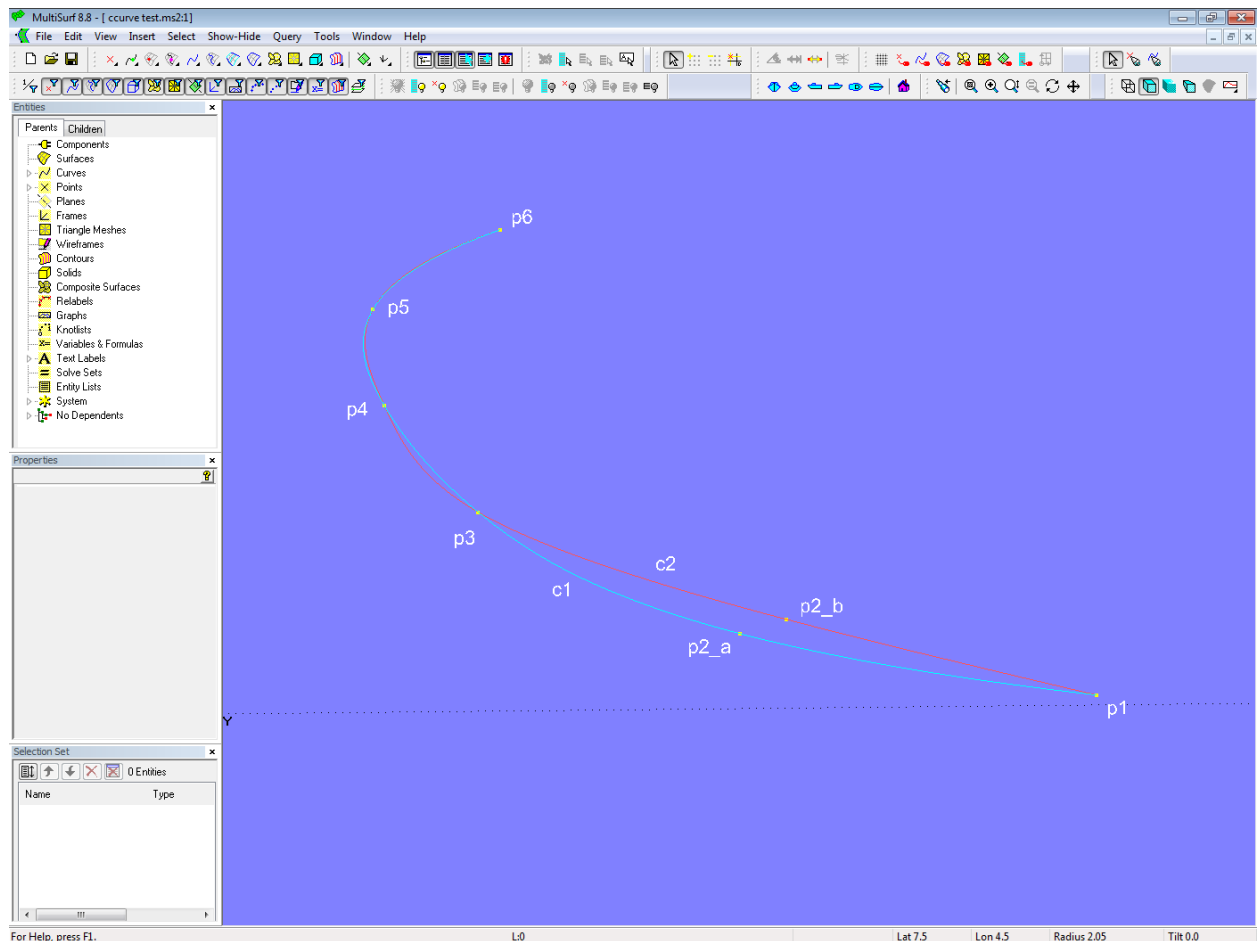 MultiSurf 8.8 - [ ccurve test.ms2:1]
File Edit View Insert Select Show-Hide Query Tools Window Help
Entities
Parents Children
Components
Surfaces
Curves
Points
Planes
Frames
Triangle Meshes
Wireframes
Contours
Solids
Composite Surfaces
Relabels
Graphs
Knotlists
Variables & Formulas
Text Labels
Solve Sets
Entity Lists
System
No Dependents
Properties
Selection Set
0 Entities
Name Type
p6
p5
p4
p3
c2
c1
p2_b
p2_a
p1
Y
For Help, press F1. L:0 Lat 7.5 Lon 4.5 Radius 2.05 Tilt 0.0